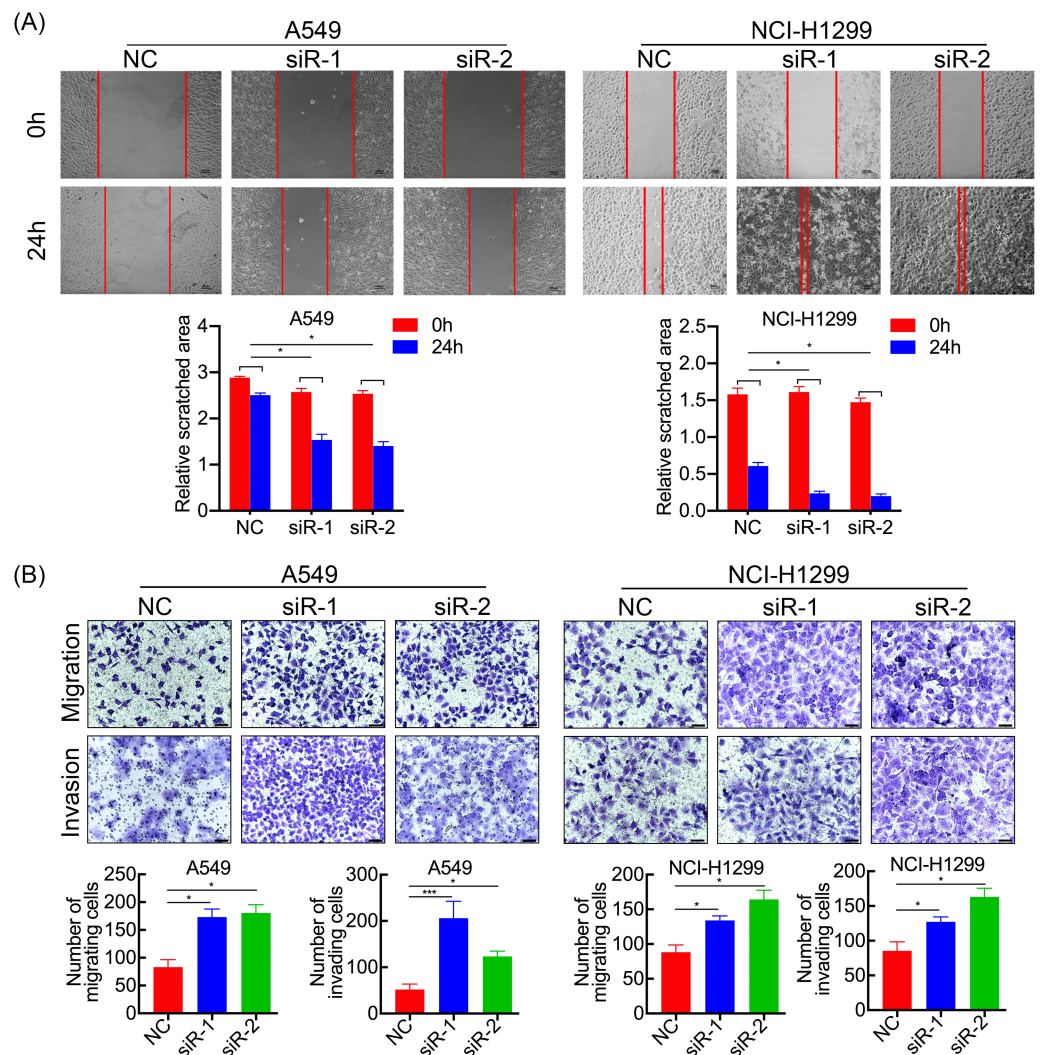 (A)
A549
NCI-H1299
NC siR-1 siR-2
NC siR-1 siR-2
0h
24h
A549
0h
24h
Relative scratched area
4
3
2
1
0
*
*
NC siR-1 siR-2
NCI-H1299
0h
24h
Relative scratched area
2.5
2.0
1.5
1.0
0.5
0.0
*
*
NC siR-1 siR-2
(B)
A549
NCI-H1299
NC siR-1 siR-2
NC siR-1 siR-2
Migration
Invasion
A549
Number of
migrating cells
250
200
150
100
50
0
*
*
NC siR-1 siR-2
A549
Number of
invading cells
300
200
100
0
*
***
NC siR-1 siR-2
NCI-H1299
Number of
migrating cells
200
150
100
50
0
*
*
NC siR-1 siR-2
NCI-H1299
Number of
invading cells
200
150
100
50
0
*
*
NC siR-1 siR-2